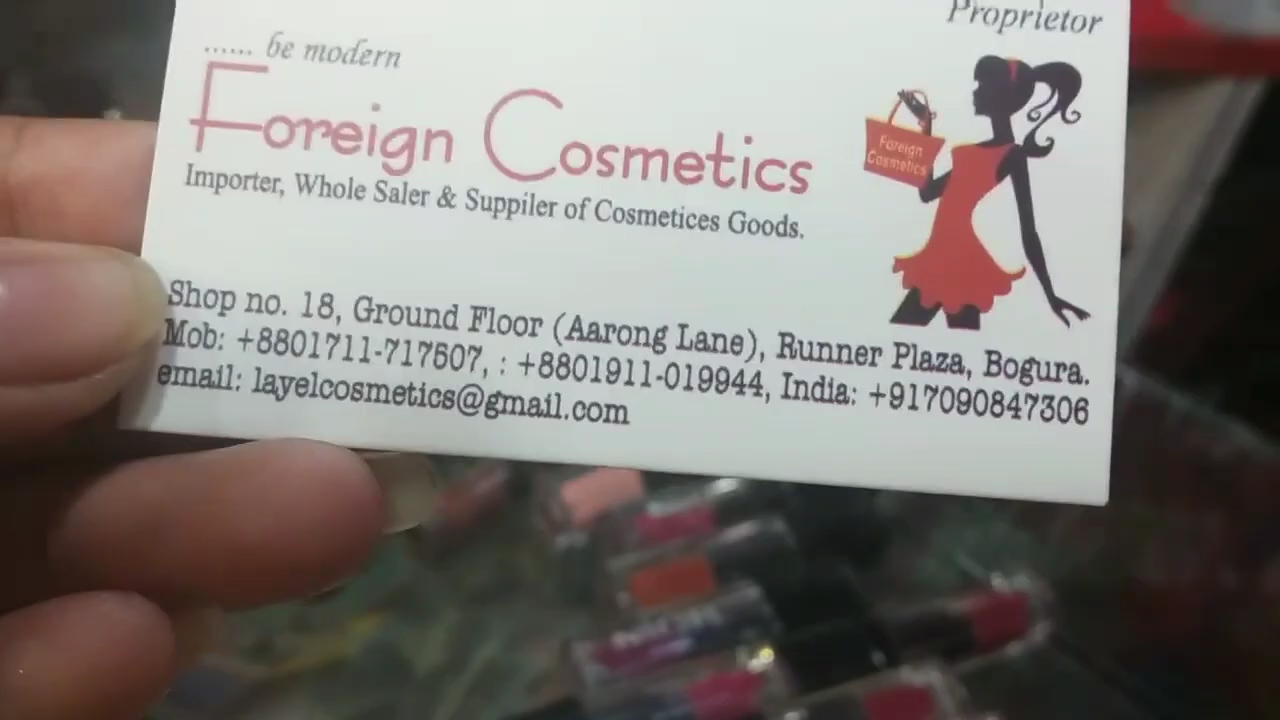 Proprietor
...... be modern
Foreign Cosmetics
Importer, Whole Saler & Suppiler of Cosmetices Goods.
Foreign
Cosmetics
Shop no. 18, Ground Floor (Aarong Lane), Runner Plaza, Bogura.
Mob: +8801711-717607, : +8801911-019944, India: +917090847306
email: layelcosmetics@gmail.com